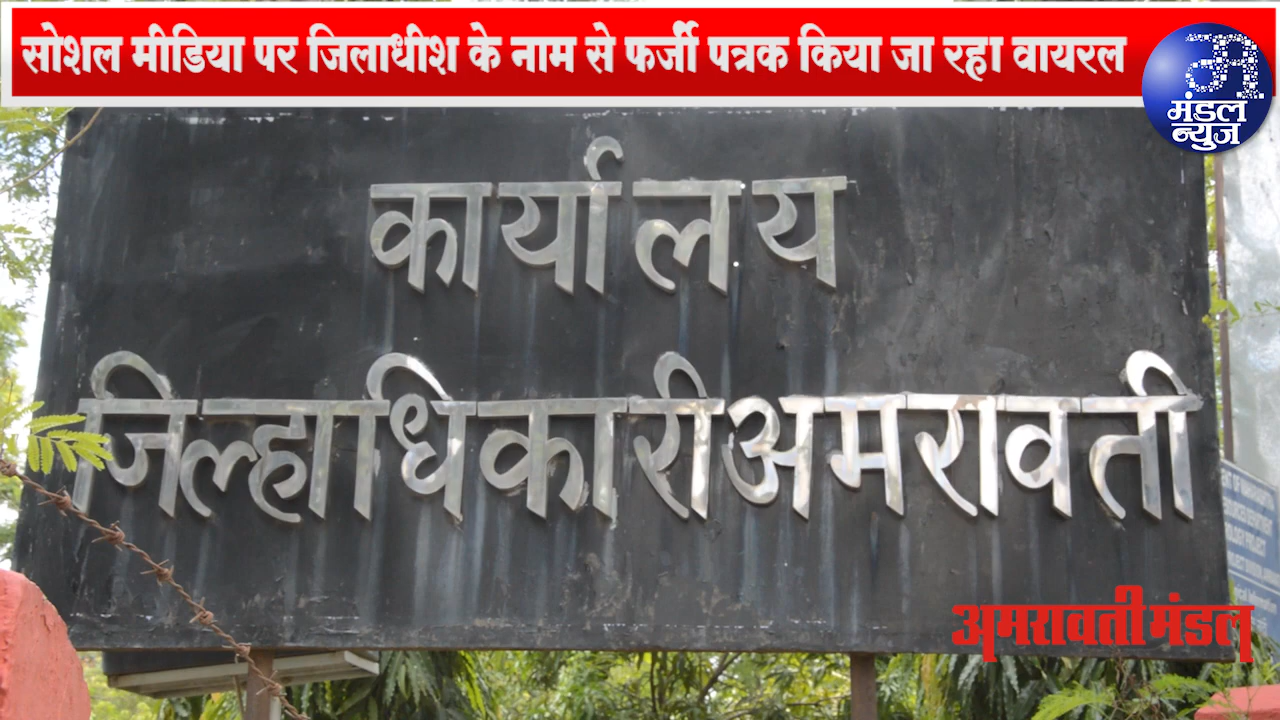 सोशल मीडिया पर जिलाधीश के नाम से फर्जी पत्रक किया जा रहा वायरल
मंडल
न्युज
कार्यालय
जिल्हाधिकारी अमरावती
अमरावती मंडल